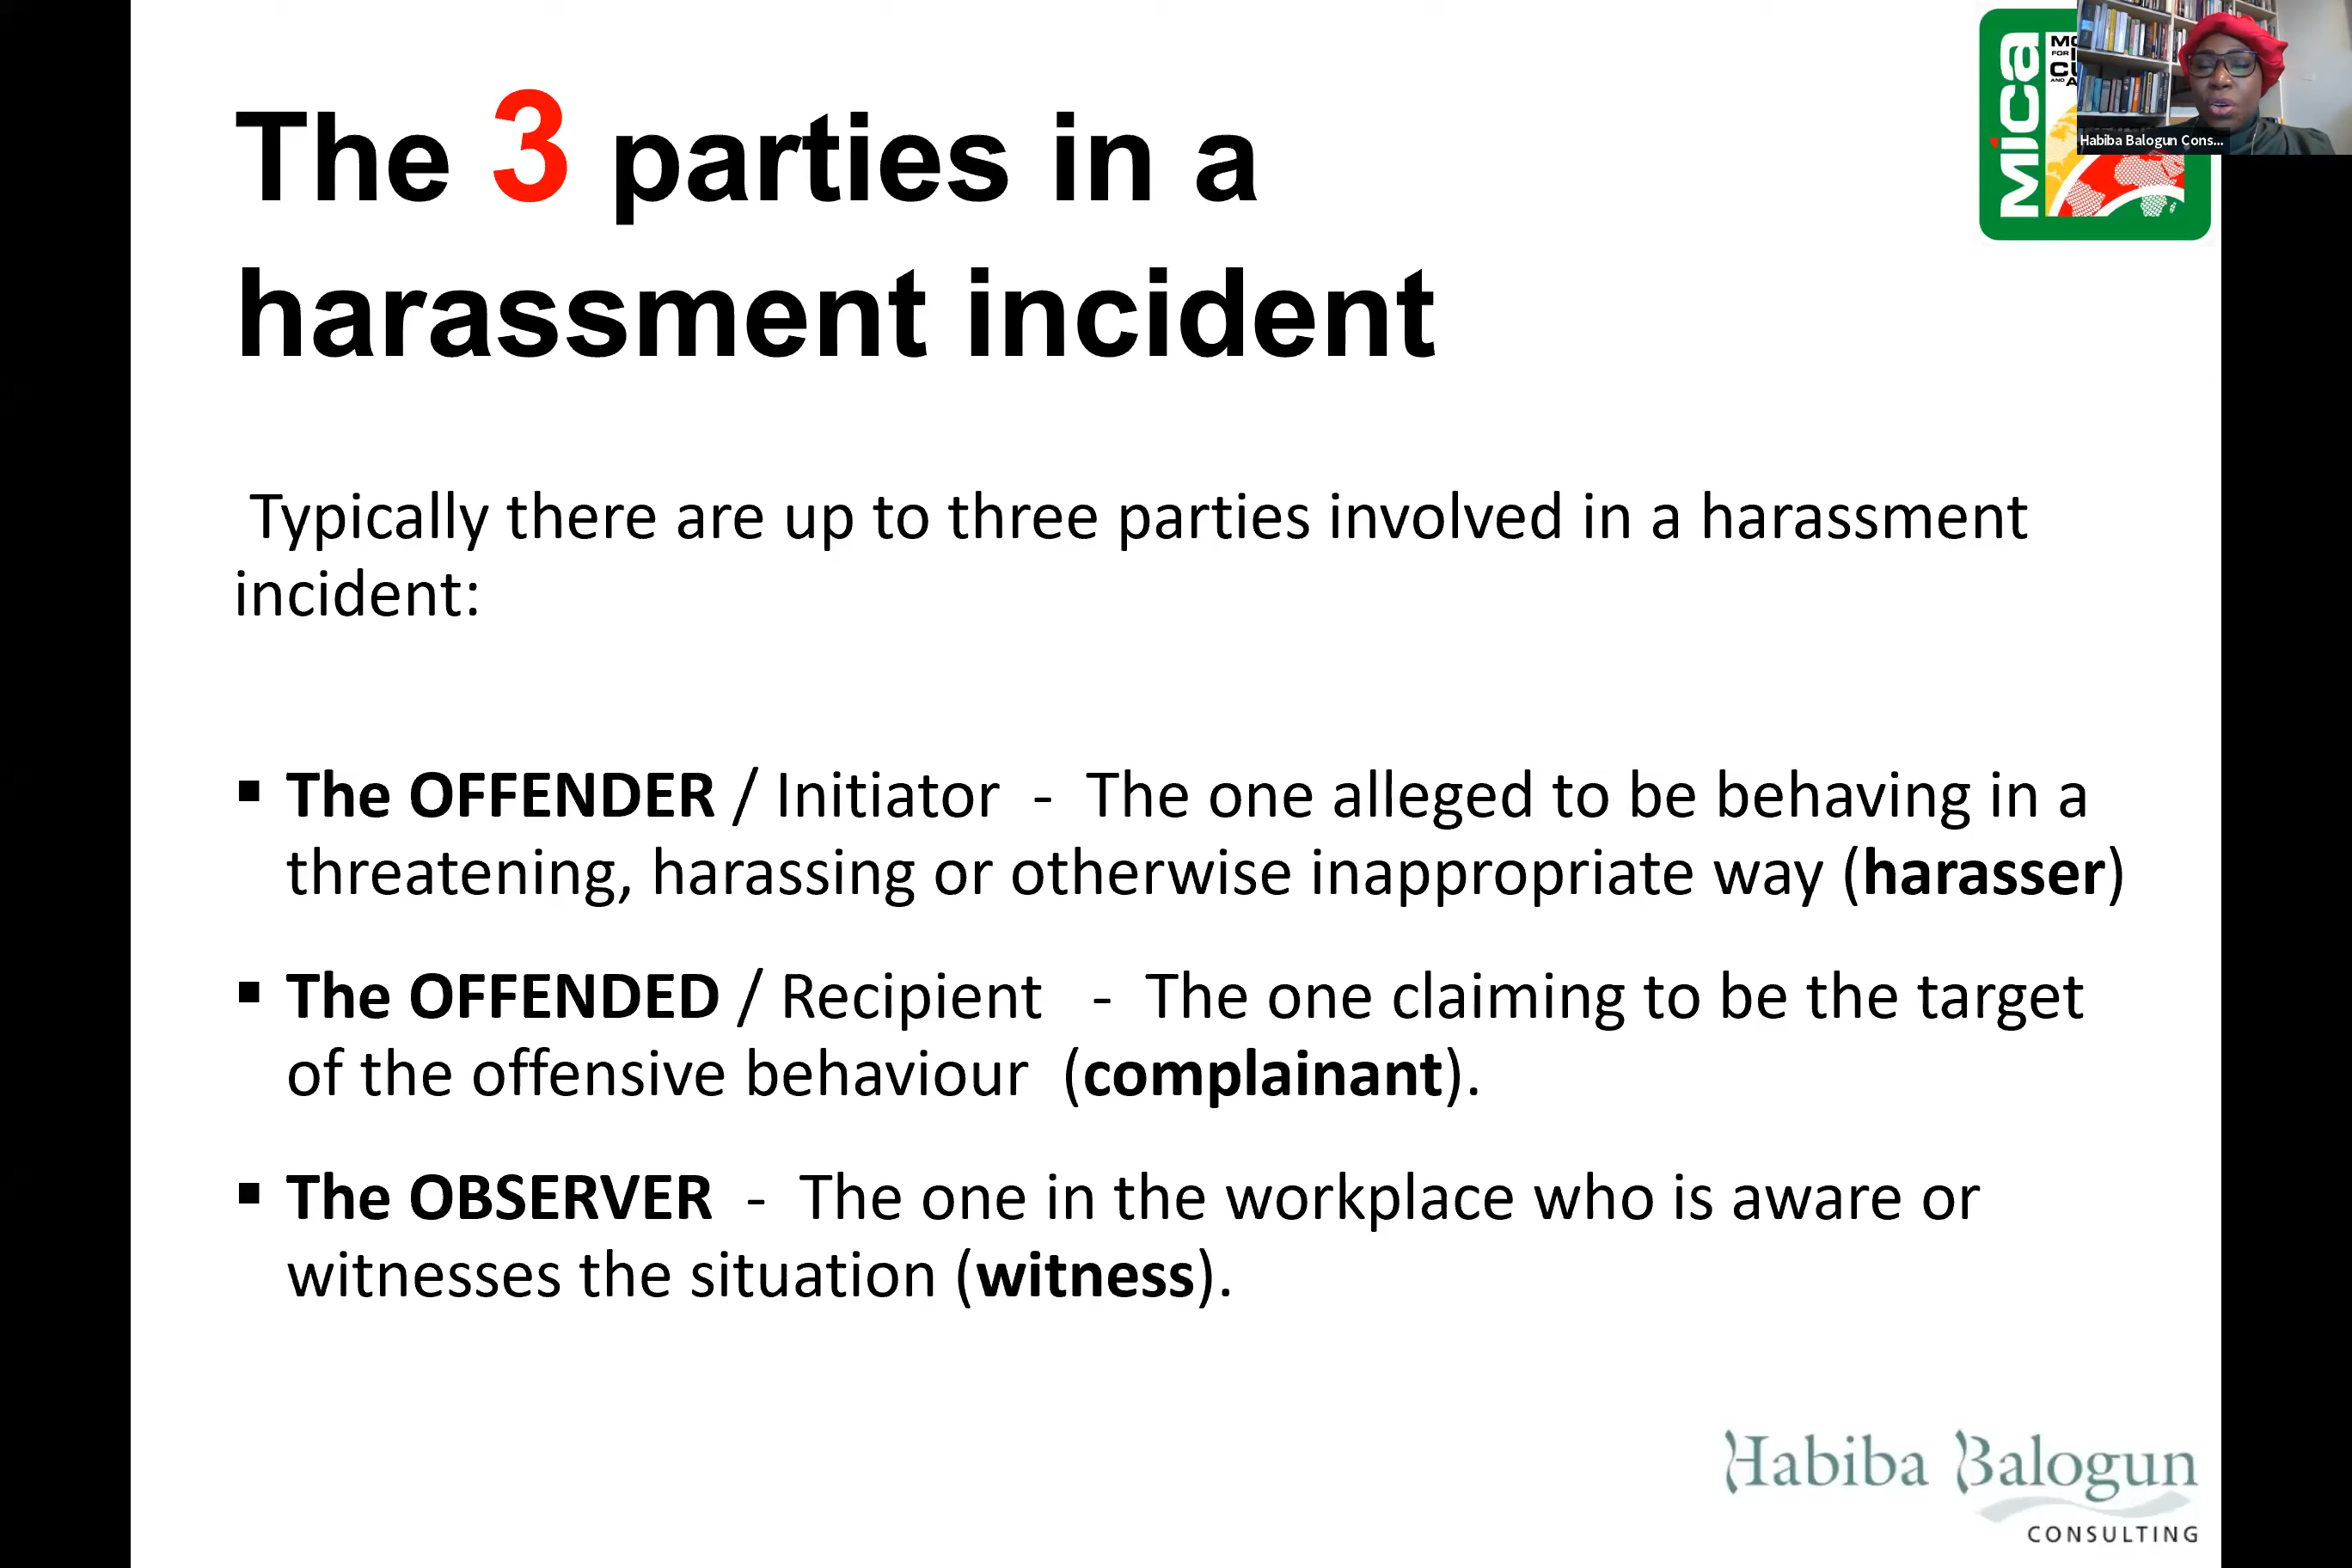 The 3 parties in a
harassment incident
Mica
FOR
AND
Habiba Balogun Cons...
Typically there are up to three parties involved in a harassment
incident:
▪ The OFFENDER / Initiator - The one alleged to be behaving in a
threatening, harassing or otherwise inappropriate way (harasser)
▪ The OFFENDED / Recipient - The one claiming to be the target
of the offensive behaviour (complainant).
▪ The OBSERVER - The one in the workplace who is aware or
witnesses the situation (witness).
Habiba Balogun
CONSULTING